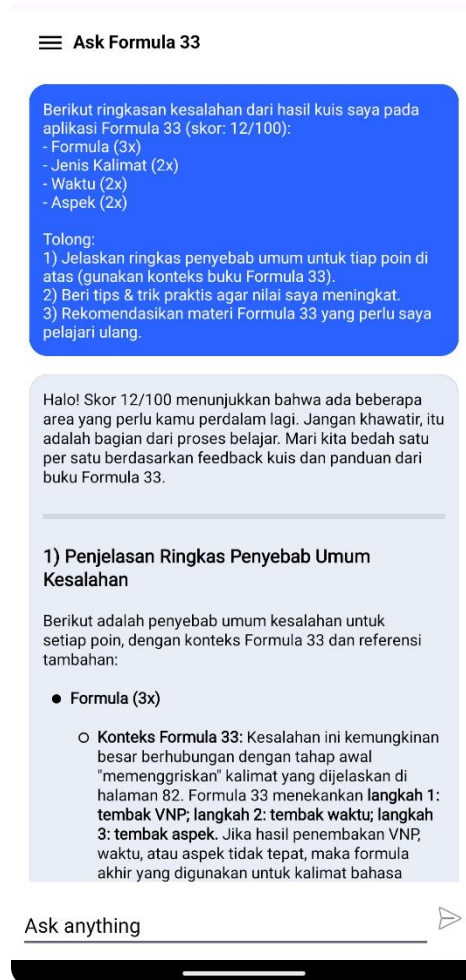 Ask Formula 33
Berikut ringkasan kesalahan dari hasil kuis saya pada
aplikasi Formula 33 (skor: 12/100):
- Formula (3x)
- Jenis Kalimat (2x)
- Waktu (2x)
- Aspek (2x)
Tolong:
1) Jelaskan ringkas penyebab umum untuk tiap poin di
atas (gunakan konteks buku Formula 33).
2) Beri tips & trik praktis agar nilai saya meningkat.
3) Rekomendasikan materi Formula 33 yang perlu saya
pelajari ulang.
Halo! Skor 12/100 menunjukkan bahwa ada beberapa
area yang perlu kamu perdalam lagi. Jangan khawatir, itu
adalah bagian dari proses belajar. Mari kita bedah satu
per satu berdasarkan feedback kuis dan panduan dari
buku Formula 33.
1) Penjelasan Ringkas Penyebab Umum
Kesalahan
Berikut adalah penyebab umum kesalahan untuk
setiap poin, dengan konteks Formula 33 dan referensi
tambahan:
● Formula (3x)
○ Konteks Formula 33: Kesalahan ini kemungkinan
besar berhubungan dengan tahap awal
"memenggriskan" kalimat yang dijelaskan di
halaman 82. Formula 33 menekankan langkah 1:
tembak VNP; langkah 2: tembak waktu; langkah
3: tembak aspek. Jika hasil penembakan VNP,
waktu, atau aspek tidak tepat, maka formula
akhir yang digunakan untuk kalimat bahasa
Ask anything